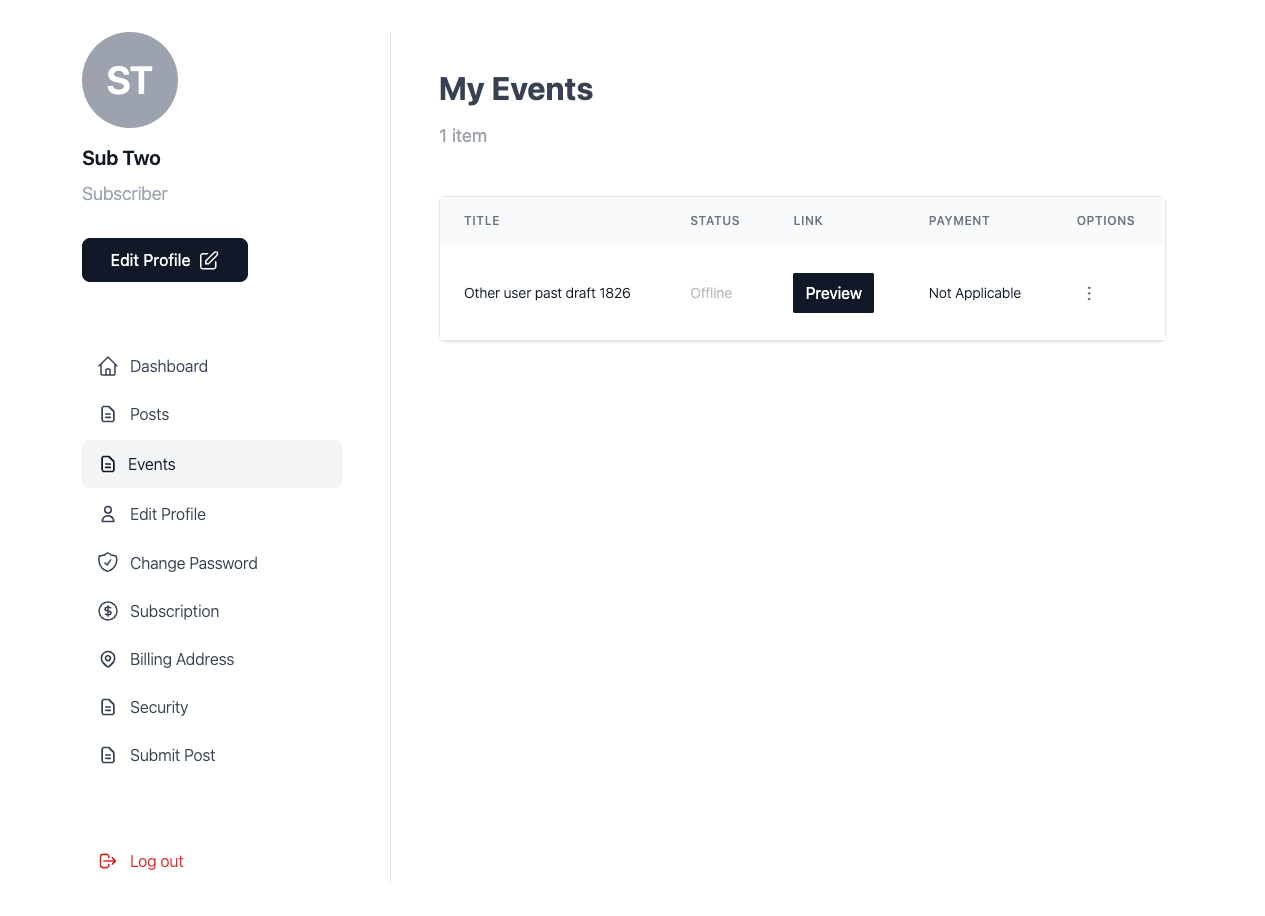 ST
Sub Two
Subscriber
Edit Profile
Dashboard
Posts
Events
Edit Profile
Change Password
Subscription
Billing Address
Security
Submit Post
Log out
My Events
1 item
TITLE STATUS LINK PAYMENT OPTIONS
Other user past draft 1826 Offline Preview Not Applicable